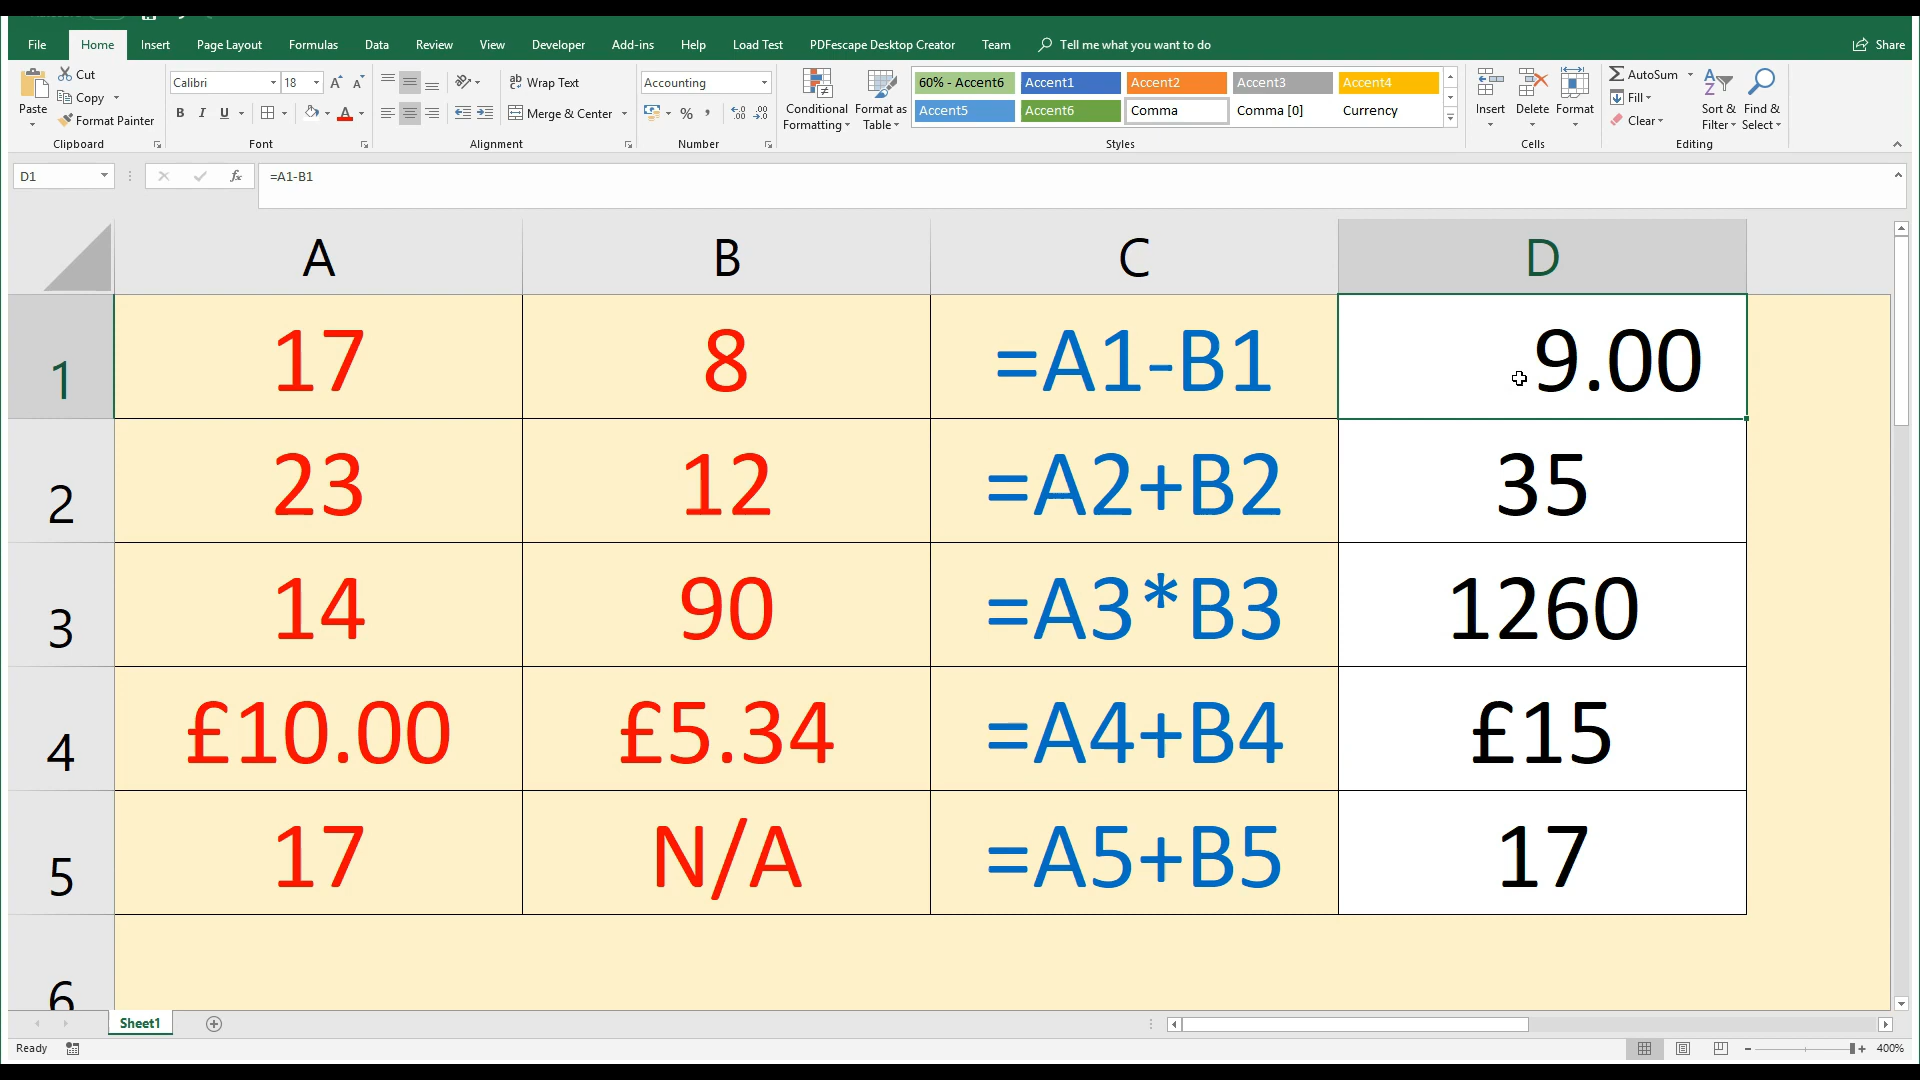 File Home Insert Page Layout Formulas Data Review View Developer Add-ins Help Load Test PDFescape Desktop Creator Team Tell me what you want to do Share
Paste
Cut
Copy
Format Painter
Clipboard
Calibri 18
B I U
Font
Wrap Text
Merge & Center
Alignment
Accounting
%
Number
Conditional Formatting
Format as Table
60% - Accent6 Accent1 Accent2 Accent3 Accent4
Accent5 Accent6 Comma Comma [0] Currency
Styles
Insert Delete Format
Cells
AutoSum
Fill
Clear
Sort & Filter
Find & Select
Editing
D1 fx =A1-B1
A B C D
1 17 8 =A1-B1 9.00
2 23 12 =A2+B2 35
3 14 90 =A3*B3 1260
4 £10.00 £5.34 =A4+B4 £15
5 17 N/A =A5+B5 17
6
Sheet1
Ready 400%